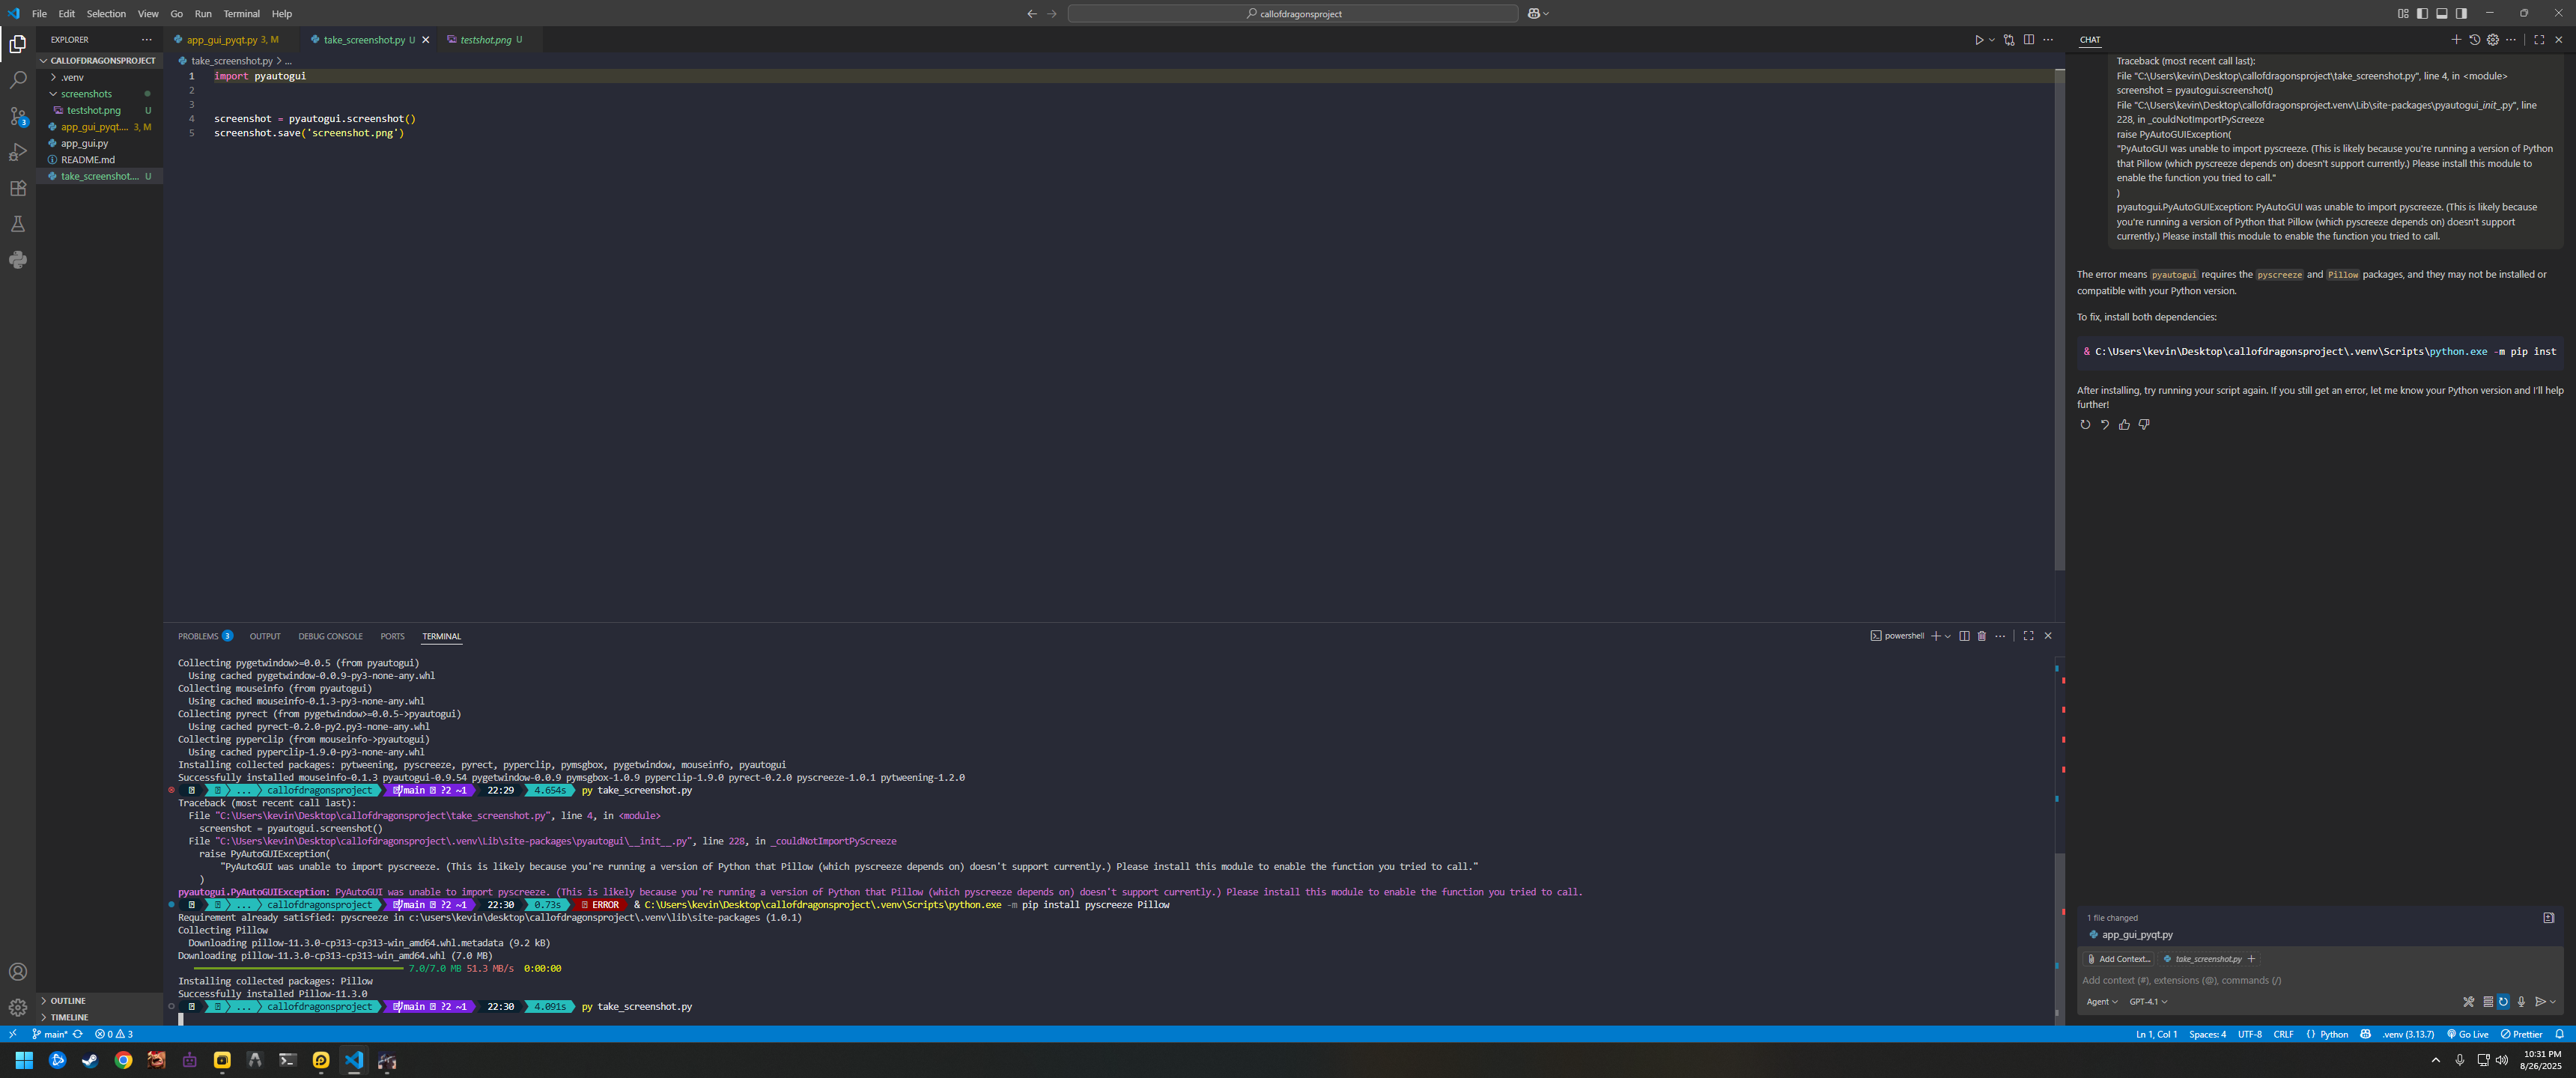 File Edit Selection View Go Run Terminal Help
callofdragonsproject
EXPLORER
CALLOFDRAGONSPROJECT
.venv
screenshots
testshot.png U
app_gui_pyqt.... 3, M
app_gui.py
README.md
take_screenshot.... U
OUTLINE
TIMELINE
app_gui_pyqt.py 3, M
take_screenshot.py U
testshot.png U
take_screenshot.py > ...
1 import pyautogui
2
3
4 screenshot = pyautogui.screenshot()
5 screenshot.save('screenshot.png')
PROBLEMS 3 OUTPUT DEBUG CONSOLE PORTS TERMINAL
powershell
Collecting pygetwindow>=0.0.5 (from pyautogui)
Using cached pygetwindow-0.0.9-py3-none-any.whl
Collecting mouseinfo (from pyautogui)
Using cached mouseinfo-0.1.3-py3-none-any.whl
Collecting pyrect (from pygetwindow>=0.0.5->pyautogui)
Using cached pyrect-0.2.0-py2.py3-none-any.whl
Collecting pyperclip (from mouseinfo->pyautogui)
Using cached pyperclip-1.9.0-py3-none-any.whl
Installing collected packages: pytweening, pyscreeze, pyrect, pyperclip, pymsgbox, pygetwindow, mouseinfo, pyautogui
Successfully installed mouseinfo-0.1.3 pyautogui-0.9.54 pygetwindow-0.0.9 pymsgbox-1.0.9 pyperclip-1.9.0 pyrect-0.2.0 pyscreeze-1.0.1 pytweening-1.2.0
... callofdragonsproject main ?2 ~1 22:29 4.654s py take_screenshot.py
Traceback (most recent call last):
File "C:\Users\kevin\Desktop\callofdragonsproject\take_screenshot.py", line 4, in <module>
screenshot = pyautogui.screenshot()
File "C:\Users\kevin\Desktop\callofdragonsproject\.venv\Lib\site-packages\pyautogui\__init__.py", line 228, in _couldNotImportPyScreeze
raise PyAutoGUIException(
"PyAutoGUI was unable to import pyscreeze. (This is likely because you're running a version of Python that Pillow (which pyscreeze depends on) doesn't support currently.) Please install this module to enable the function you tried to call."
)
pyautogui.PyAutoGUIException: PyAutoGUI was unable to import pyscreeze. (This is likely because you're running a version of Python that Pillow (which pyscreeze depends on) doesn't support currently.) Please install this module to enable the function you tried to call.
... callofdragonsproject main ?2 ~1 22:30 0.73s ERROR & C:\Users\kevin\Desktop\callofdragonsproject\.venv\Scripts\python.exe -m pip install pyscreeze Pillow
Requirement already satisfied: pyscreeze in c:\users\kevin\desktop\callofdragonsproject\.venv\lib\site-packages (1.0.1)
Collecting Pillow
Downloading pillow-11.3.0-cp313-cp313-win_amd64.whl.metadata (9.2 kB)
Downloading pillow-11.3.0-cp313-cp313-win_amd64.whl (7.0 MB)
7.0/7.0 MB 51.3 MB/s 0:00:00
Installing collected packages: Pillow
Successfully installed Pillow-11.3.0
... callofdragonsproject main ?2 ~1 22:30 4.091s py take_screenshot.py
CHAT
Traceback (most recent call last):
File "C:\Users\kevin\Desktop\callofdragonsproject\take_screenshot.py", line 4, in <module>
screenshot = pyautogui.screenshot()
File "C:\Users\kevin\Desktop\callofdragonsproject.venv\Lib\site-packages\pyautogui_init_.py", line
228, in _couldNotImportPyScreeze
raise PyAutoGUIException(
"PyAutoGUI was unable to import pyscreeze. (This is likely because you're running a version of Python
that Pillow (which pyscreeze depends on) doesn't support currently.) Please install this module to
enable the function you tried to call."
)
pyautogui.PyAutoGUIException: PyAutoGUI was unable to import pyscreeze. (This is likely because
you're running a version of Python that Pillow (which pyscreeze depends on) doesn't support
currently.) Please install this module to enable the function you tried to call.
The error means pyautogui requires the pyscreeze and Pillow packages, and they may not be installed or
compatible with your Python version.
To fix, install both dependencies:
& C:\Users\kevin\Desktop\callofdragonsproject\.venv\Scripts\python.exe -m pip inst
After installing, try running your script again. If you still get an error, let me know your Python version and I'll help
further!
1 file changed
app_gui_pyqt.py
Add Context... take_screenshot.py
Add context (#), extensions (@), commands (/)
Agent GPT-4.1
main* 0 3
Ln 1, Col 1 Spaces: 4 UTF-8 CRLF {} Python .venv (3.13.7) Go Live Prettier
10:31 PM
8/26/2025